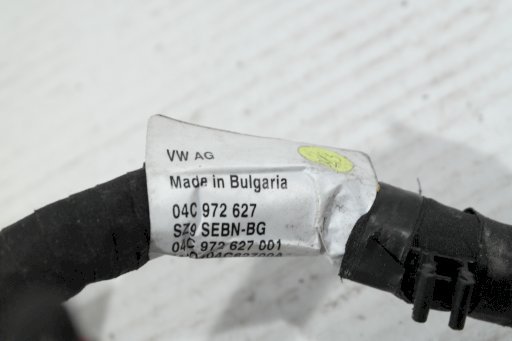 VW AG
Made in Bulgaria
04C 972 627
SZ9 SEBN-BG
04C 972 627 001